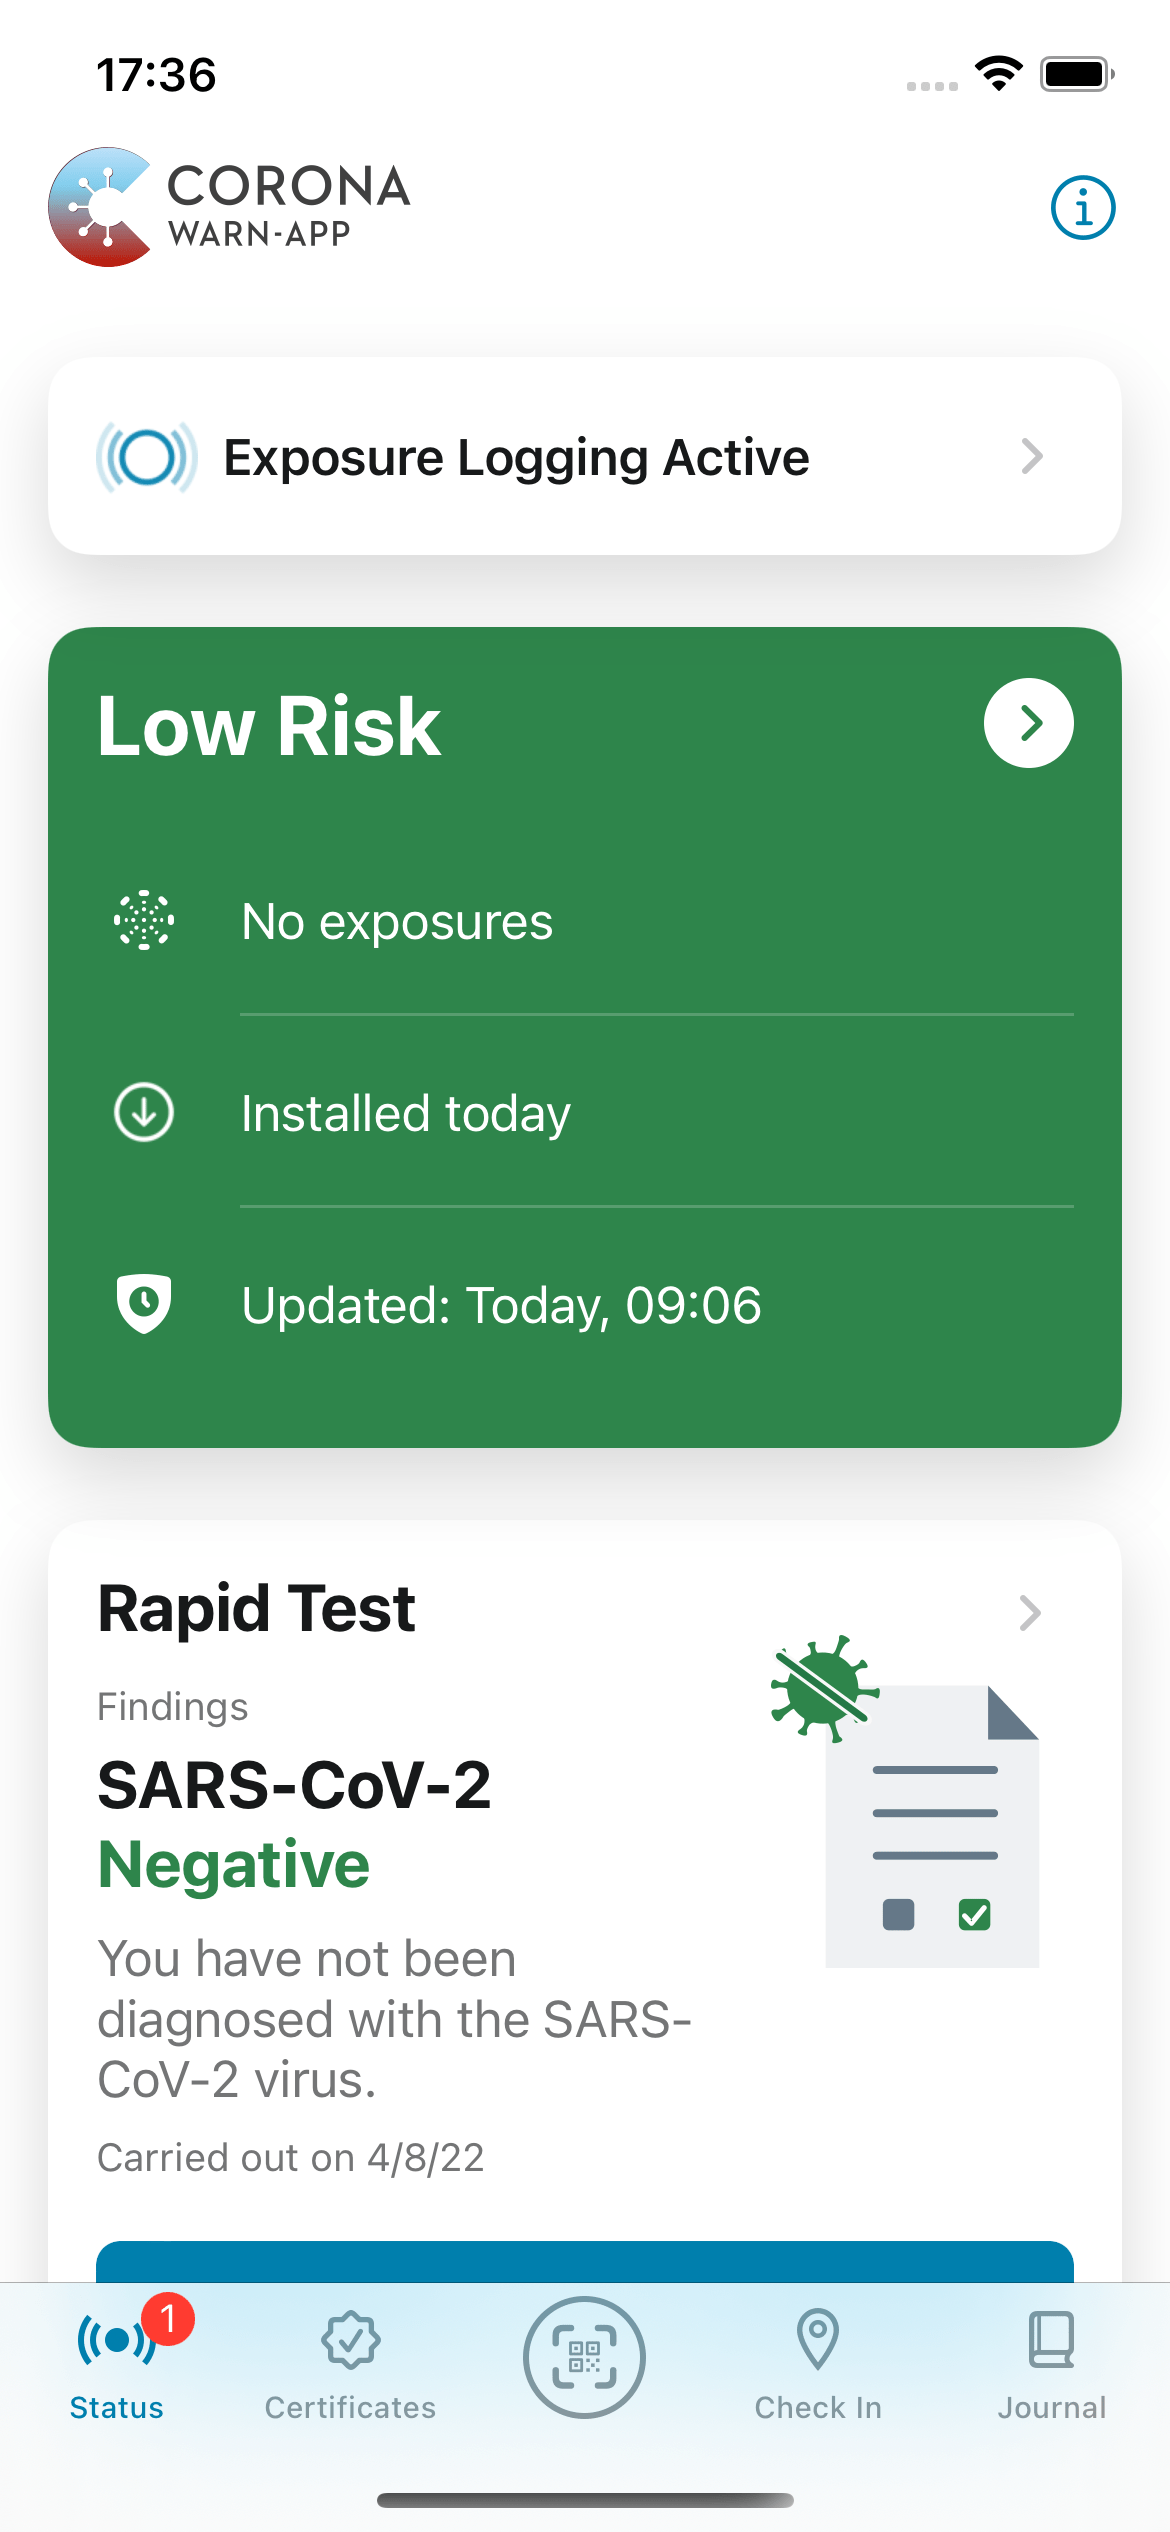 17:36
CORONA
WARN-APP
Exposure Logging Active
Low Risk
No exposures
Installed today
Updated: Today, 09:06
Rapid Test
Findings
SARS-CoV-2
Negative
You have not been
diagnosed with the SARS-
CoV-2 virus.
Carried out on 4/8/22
1
Status
Certificates
Check In
Journal